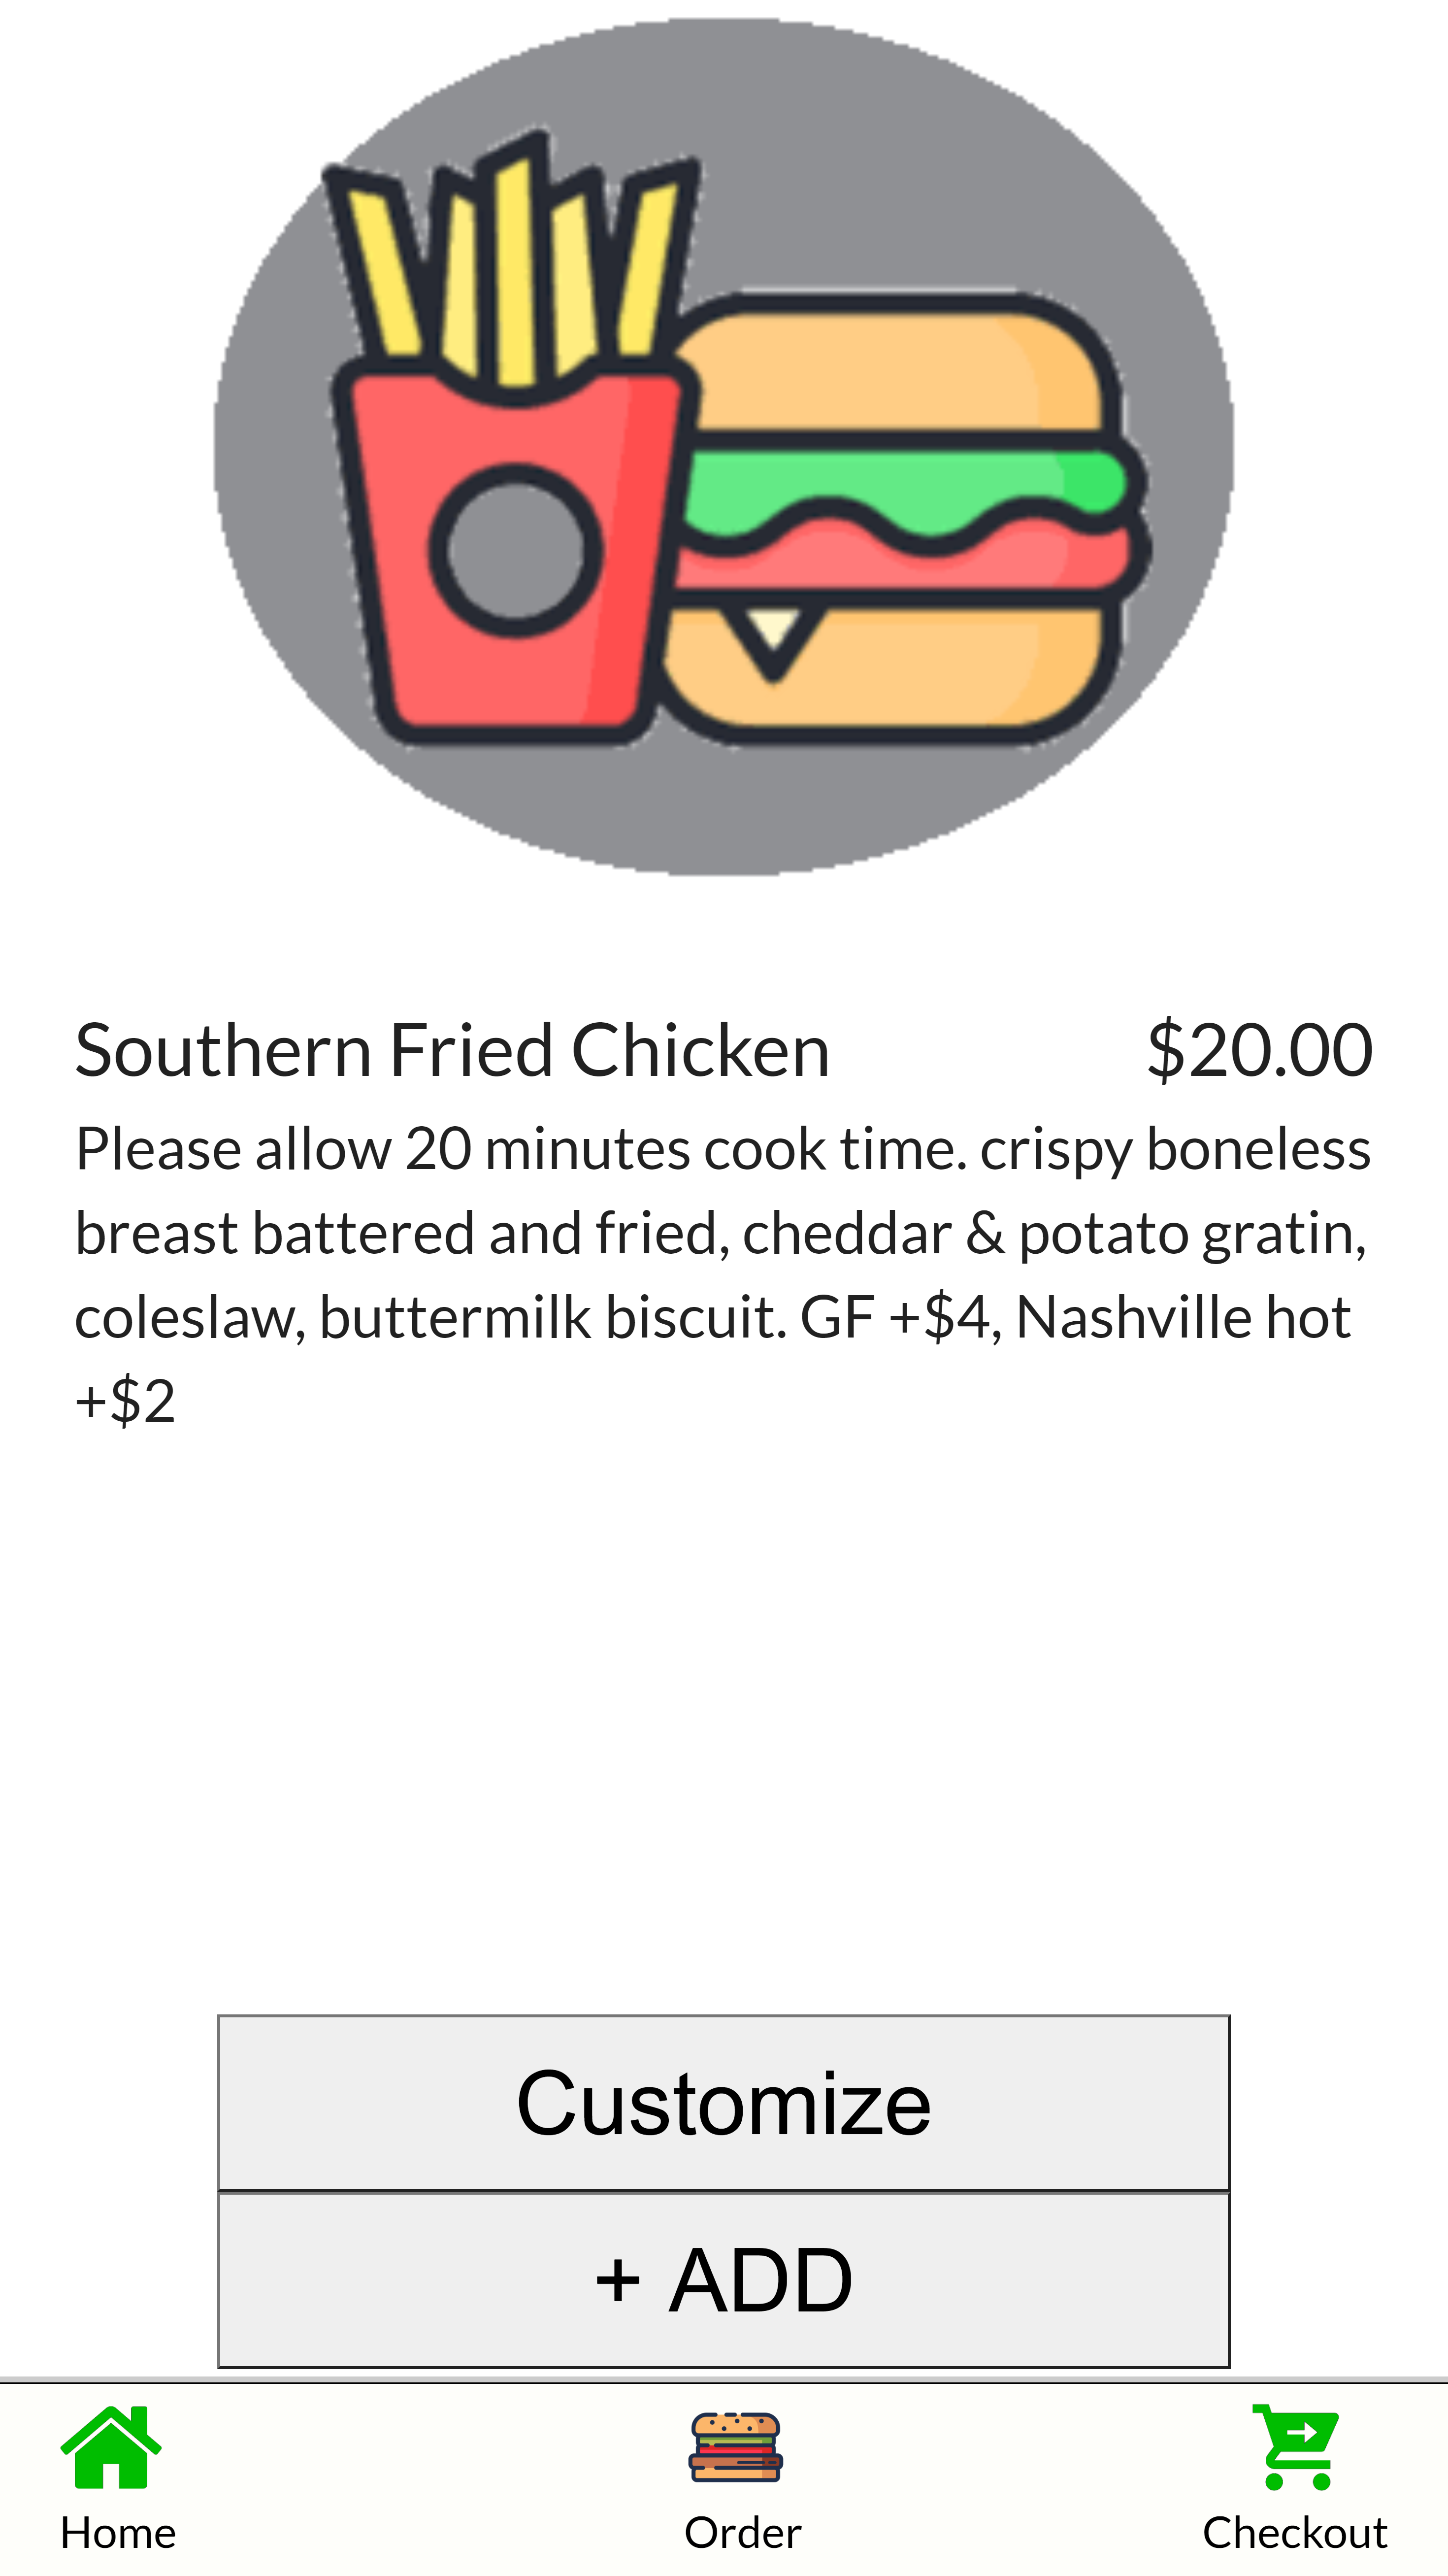 Southern Fried Chicken $20.00
Please allow 20 minutes cook time. crispy boneless
breast battered and fried, cheddar & potato gratin,
coleslaw, buttermilk biscuit. GF +$4, Nashville hot
+$2
Customize
+ ADD
Home Order Checkout